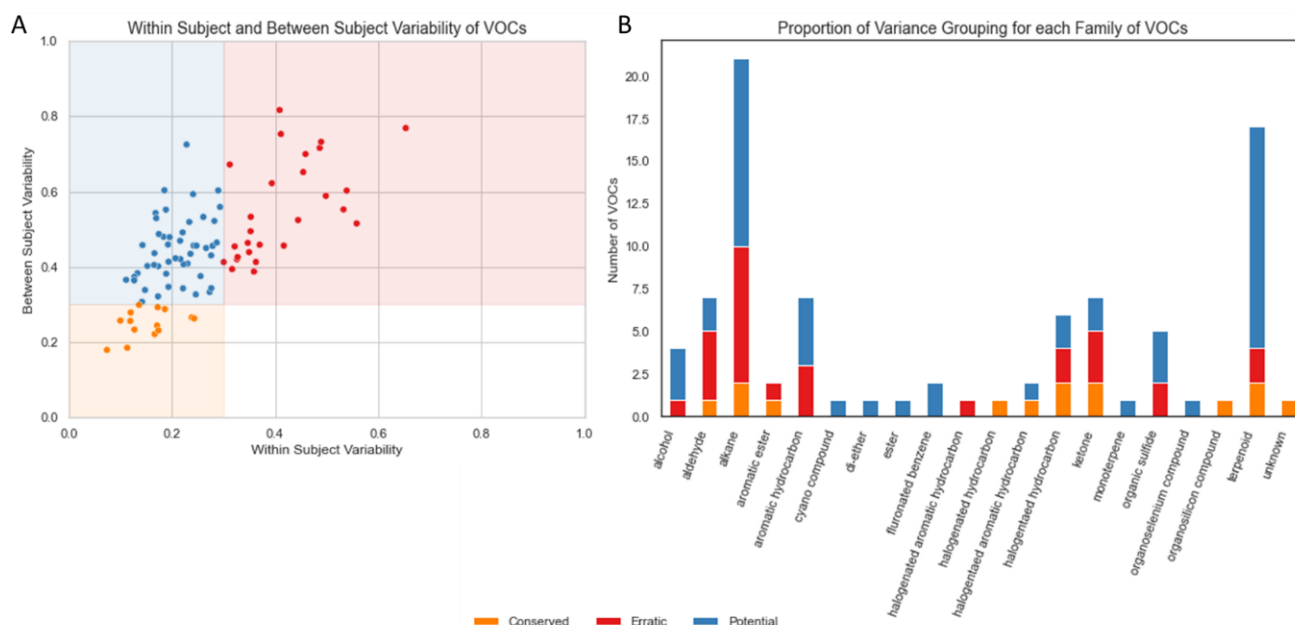 A
Within Subject and Between Subject Variability of VOCs
1.0
0.8
0.6
0.4
0.2
0.0
Between Subject Variability
0.0 0.2 0.4 0.6 0.8 1.0
Within Subject Variability
B
Proportion of Variance Grouping for each Family of VOCs
20.0
17.5
15.0
12.5
10.0
7.5
5.0
2.5
0.0
Number of VOCs
alcohol
aldehyde
alkane
aromatic ester
aromatic hydrocarbon
cyano compound
di-ether
ester
fluronated benzene
halogenated aromatic hydrocarbon
halogenated hydrocarbon
halogentaed aromatic hydrocarbon
halogentaed hydrocarbon
ketone
monoterpene
organic sulfide
organoselenium compound
organosilicon compound
terpenoid
unknown
Conserved Erratic Potential